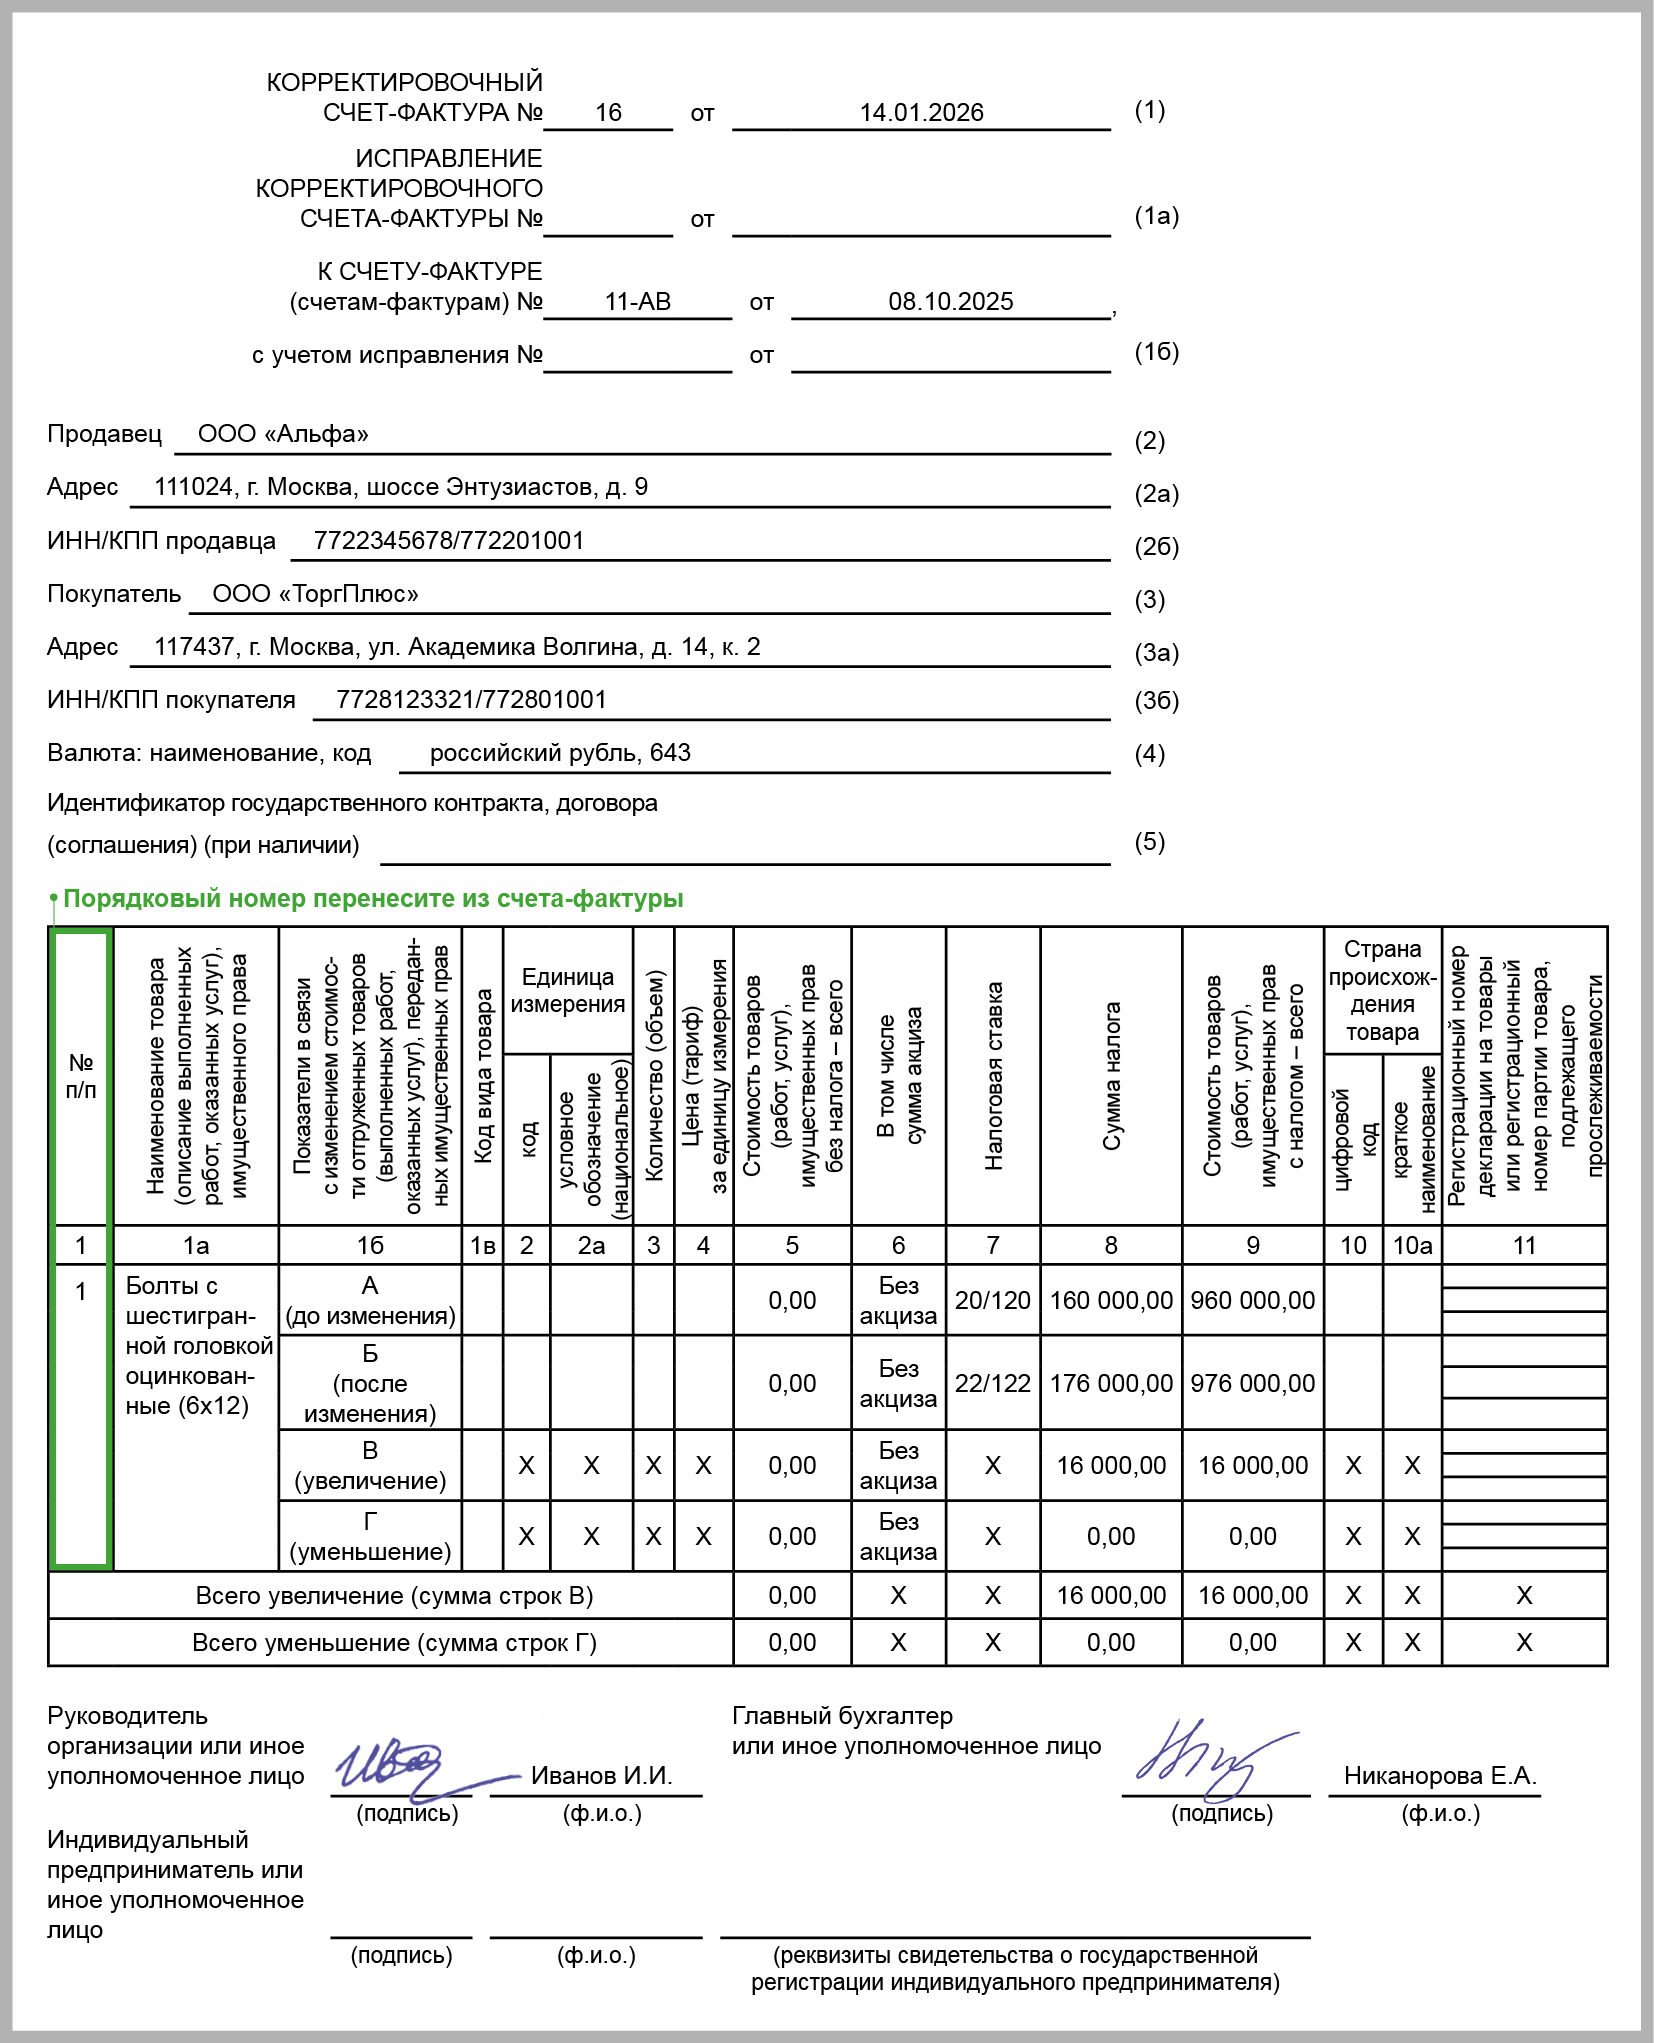 КОРРЕКТИРОВОЧНЫЙ
СЧЕТ-ФАКТУРА № 16 от 14.01.2026 (1)
ИСПРАВЛЕНИЕ
КОРРЕКТИРОВОЧНОГО
СЧЕТА-ФАКТУРЫ № от (1а)
К СЧЕТУ-ФАКТУРЕ
(счетам-фактурам) № 11-АВ от 08.10.2025,
с учетом исправления № от (1б)
Продавец ООО «Альфа» (2)
Адрес 111024, г. Москва, шоссе Энтузиастов, д. 9 (2а)
ИНН/КПП продавца 7722345678/772201001 (2б)
Покупатель ООО «ТоргПлюс» (3)
Адрес 117437, г. Москва, ул. Академика Волгина, д. 14, к. 2 (3а)
ИНН/КПП покупателя 7728123321/772801001 (3б)
Валюта: наименование, код российский рубль, 643 (4)
Идентификатор государственного контракта, договора
(соглашения) (при наличии) (5)
Порядковый номер перенесите из счета-фактуры
№
п/п
Наименование товара
(описание выполненных
работ, оказанных услуг),
имущественного права
Показатели в связи
с изменением стоимос-
ти отгруженных товаров
(выполненных работ,
оказанных услуг), передан-
ных имущественных прав
Код вида товара
Единица
измерения
код
условное
обозначение
(национальное)
Количество (объем)
Цена (тариф)
за единицу измерения
Стоимость товаров
(работ, услуг),
имущественных прав
без налога – всего
В том числе
сумма акциза
Налоговая ставка
Сумма налога
Стоимость товаров
(работ, услуг),
имущественных прав
с налогом – всего
Страна
происхож-
дения
товара
цифровой
код
краткое
наименование
Регистрационный номер
декларации на товары
или регистрационный
номер партии товара,
подлежащего
прослеживаемости
1 1а 1б 1в 2 2а 3 4 5 6 7 8 9 10 10а 11
1
Болты с
шестигран-
ной головкой
оцинкован-
ные (6х12)
А
(до изменения)
0,00
Без
акциза
20/120 160 000,00 960 000,00
Б
(после
изменения)
0,00
Без
акциза
22/122 176 000,00 976 000,00
В
(увеличение)
Х Х Х Х 0,00
Без
акциза
Х 16 000,00 16 000,00 Х Х
Г
(уменьшение)
Х Х Х Х 0,00
Без
акциза
Х 0,00 0,00 Х Х
Всего увеличение (сумма строк В) 0,00 Х Х 16 000,00 16 000,00 Х Х Х
Всего уменьшение (сумма строк Г) 0,00 Х Х 0,00 0,00 Х Х Х
Руководитель
организации или иное
уполномоченное лицо
Иванов И.И.
(подпись) (ф.и.о.)
Главный бухгалтер
или иное уполномоченное лицо
Никанорова Е.А.
(подпись) (ф.и.о.)
Индивидуальный
предприниматель или
иное уполномоченное
лицо
(подпись) (ф.и.о.)
(реквизиты свидетельства о государственной
регистрации индивидуального предпринимателя)